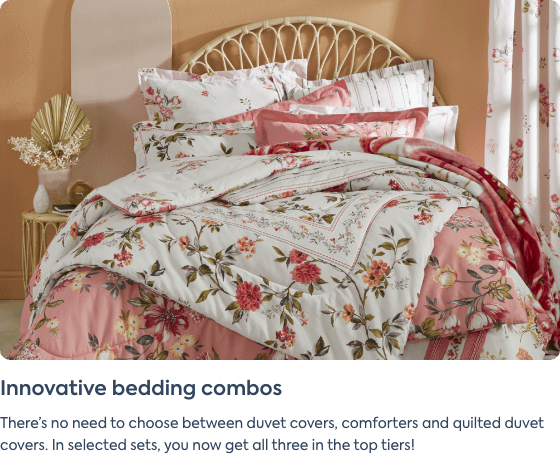 Innovative bedding combos
There’s no need to choose between duvet covers, comforters and quilted duvet
covers. In selected sets, you now get all three in the top tiers!